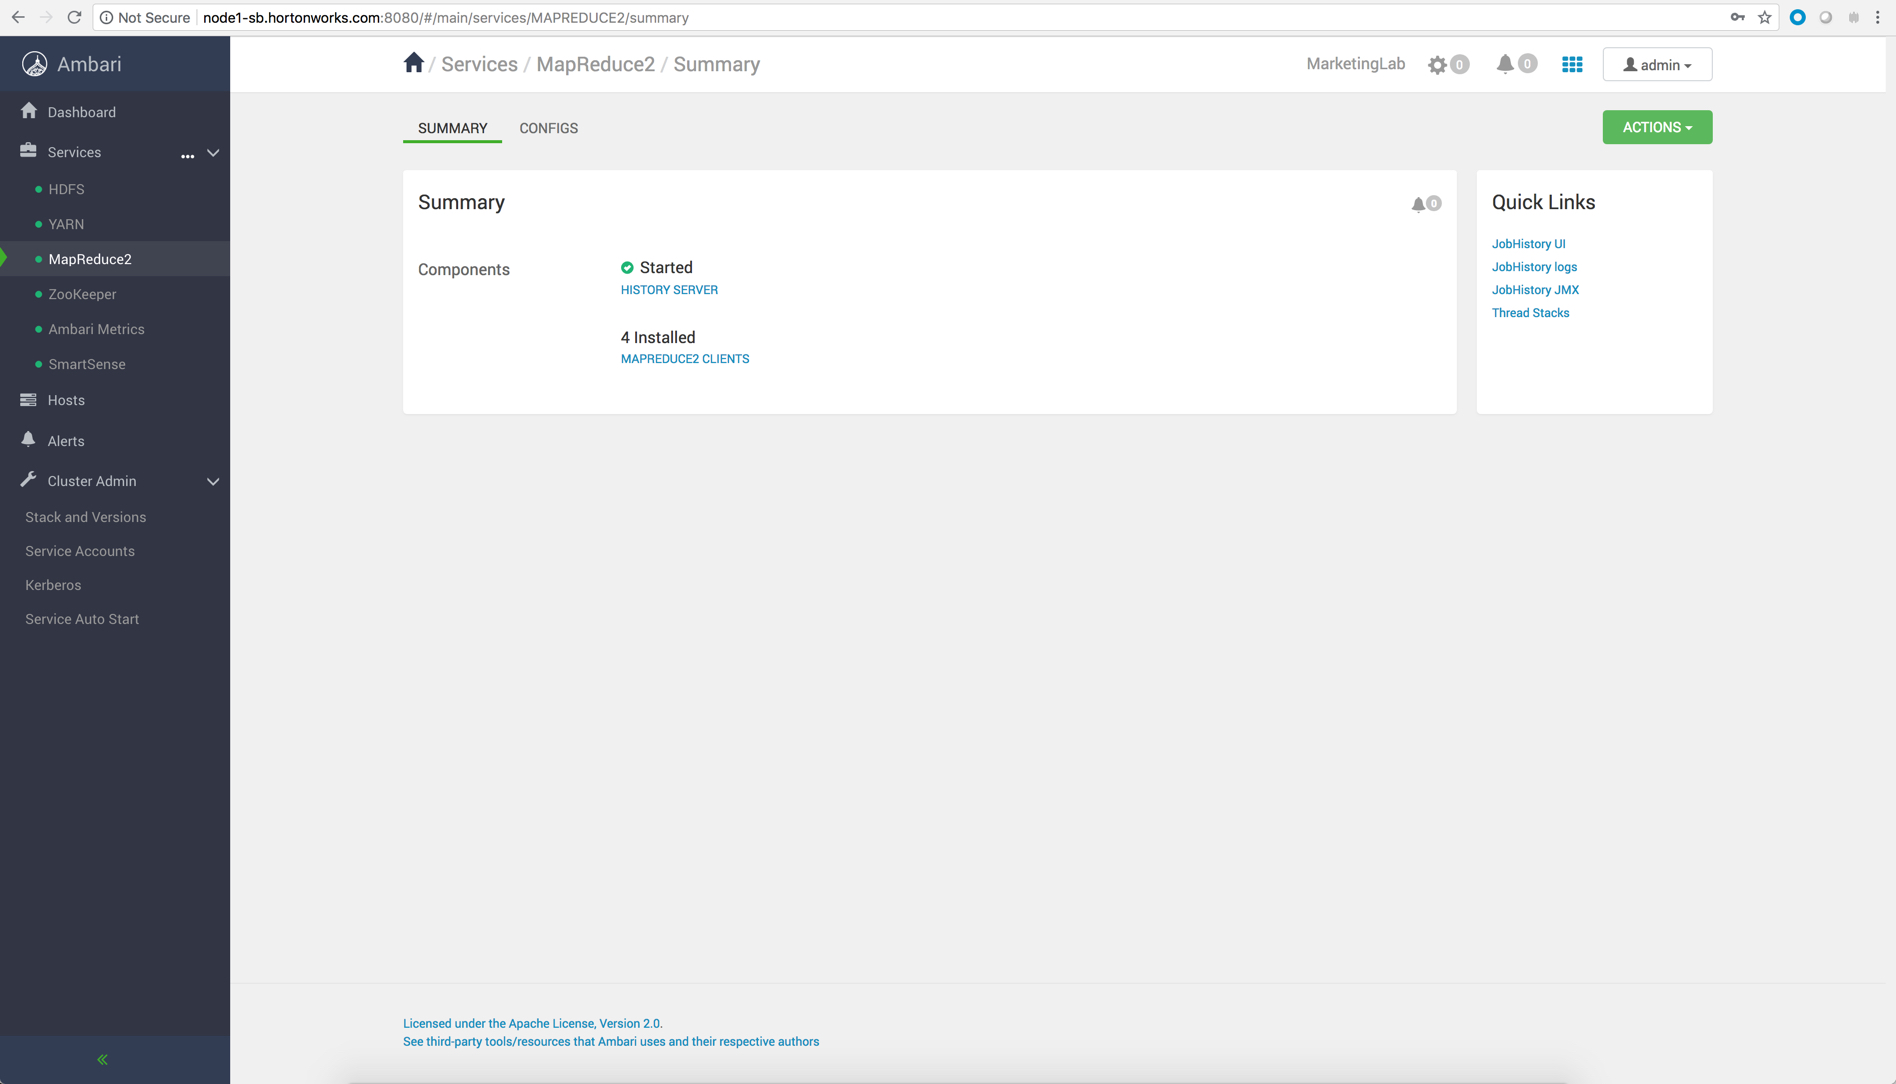 Not Secure node1-sb.hortonworks.com:8080/#/main/services/MAPREDUCE2/summary
Ambari
/ Services / MapReduce2 / Summary
MarketingLab 0 0 admin
Dashboard
Services
HDFS
YARN
MapReduce2
ZooKeeper
Ambari Metrics
SmartSense
Hosts
Alerts
Cluster Admin
Stack and Versions
Service Accounts
Kerberos
Service Auto Start
SUMMARY CONFIGS
ACTIONS
Summary
0
Components
Started
HISTORY SERVER
4 Installed
MAPREDUCE2 CLIENTS
Quick Links
JobHistory UI
JobHistory logs
JobHistory JMX
Thread Stacks
Licensed under the Apache License, Version 2.0.
See third-party tools/resources that Ambari uses and their respective authors